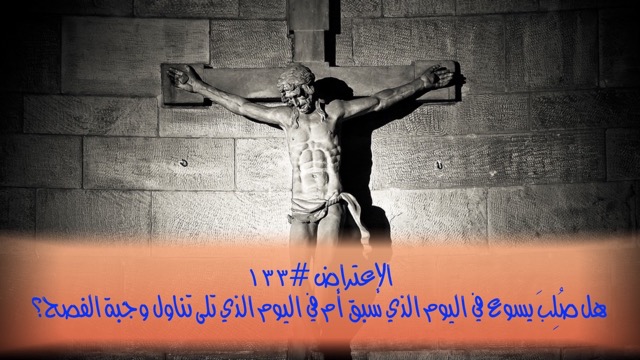 الإعتراض #١٣٣
هل صُلِبَ يسوع في اليوم الذي سبق أم في اليوم الذي تلى تناول وجبة الفصح؟